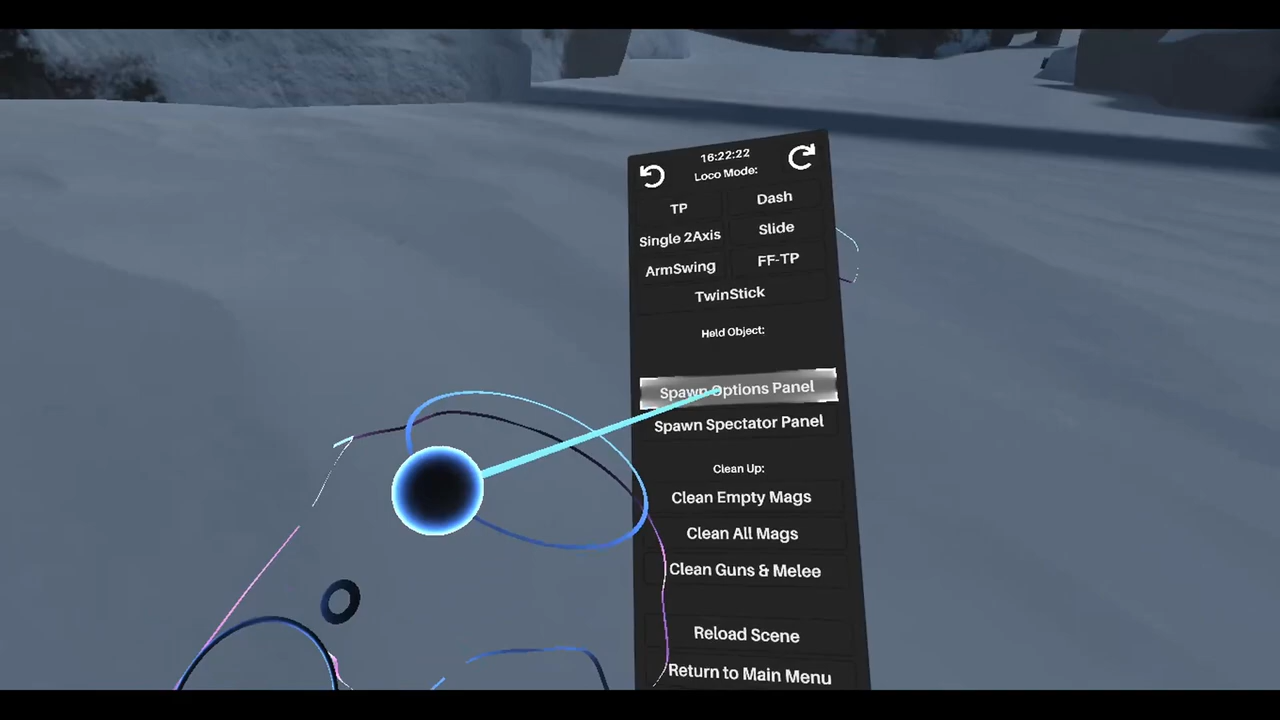 16:22:22
Loco Mode:
TP
Dash
Single 2Axis
Slide
ArmSwing
FF-TP
TwinStick
Held Object:
Spawn Options Panel
Spawn Spectator Panel
Clean Up:
Clean Empty Mags
Clean All Mags
Clean Guns & Melee
Reload Scene
Return to Main Menu